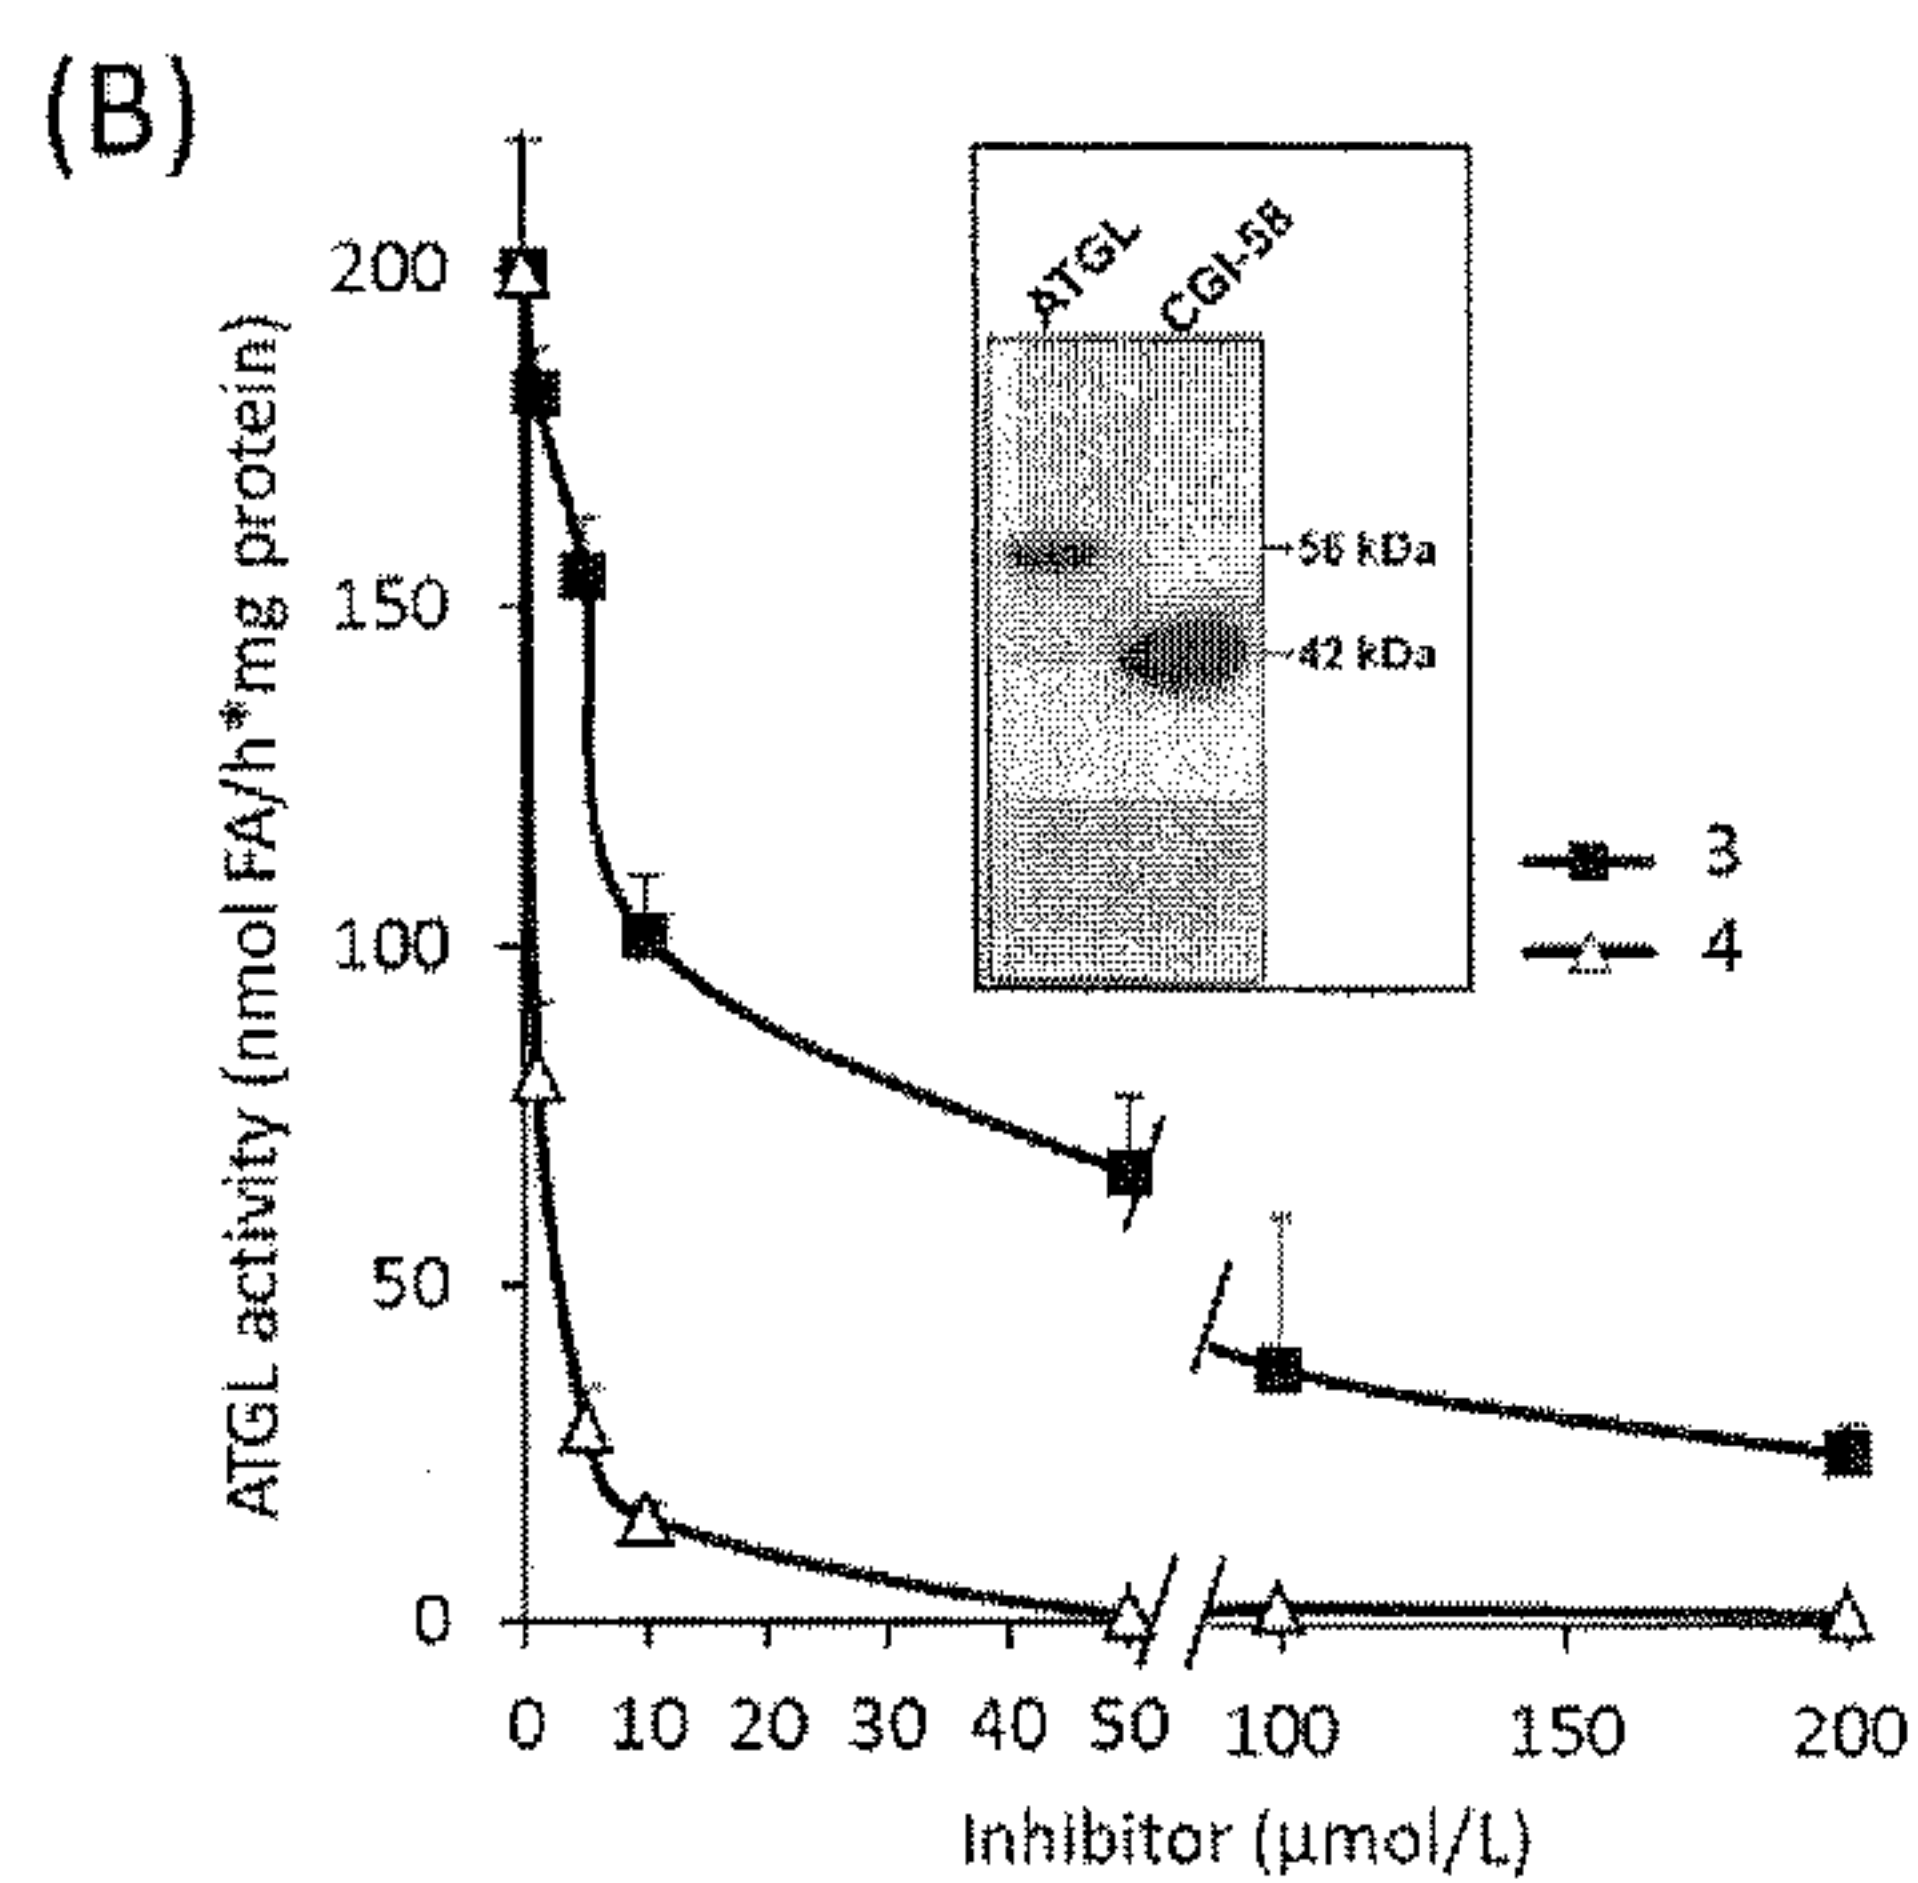 (B)
ATGL activity (nmol FA/h*mg protein)
200
150
100
50
0
ATGL
CGI-58
56 kDa
42 kDa
3
4
0 10 20 30 40 50 100 150 200
Inhibitor (µmol/L)